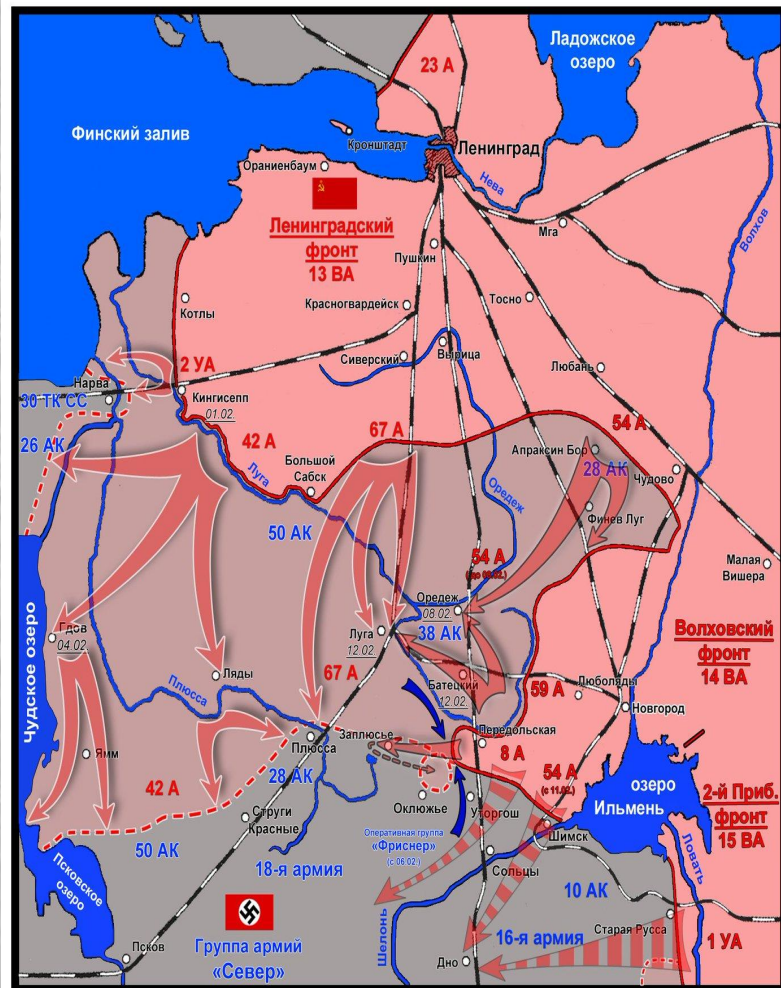 Ладожское
озеро
23 А
Финский залив
Кронштадт
Ленинград
Ораниенбаум
Нева
Волхов
Ленинградский
фронт
13 ВА
Мга
Пушкин
Котлы
Красногвардейск
Тосно
Сиверский
Вырица
Любань
2 УА
Нарва
30 ТК СС
Кингисепп
01.02.
26 АК
42 А
67 А
54 А
Большой
Сабск
Луга
Апраксин Бор
28 АК
Чудово
Оредеж
Финев Луг
50 АК
54 А
Малая
Вишера
Оредеж
08.02.
38 АК
Луга
12.02.
Гдов
04.02.
Волховский
фронт
14 ВА
Ляды
67 А
Плюсса
Батецкий
12.02.
59 А
Люболяды
Новгород
Чудское озеро
Заплюсье
Передольская
Плюсса
8 А
Ямм
28 АК
54 А
(с 11.02.)
42 А
озеро
Ильмень
2-й Приб.
фронт
15 ВА
Оклюжье
Уторгош
Струги
Красные
Шимск
50 АК
Оперативная группа
«Фриснер»
(с 06.02.)
18-я армия
Сольцы
Ловать
Псковское
озеро
10 АК
Шелонь
Старая Русса
16-я армия
1 УА
Группа армий
«Север»
Псков
Дно